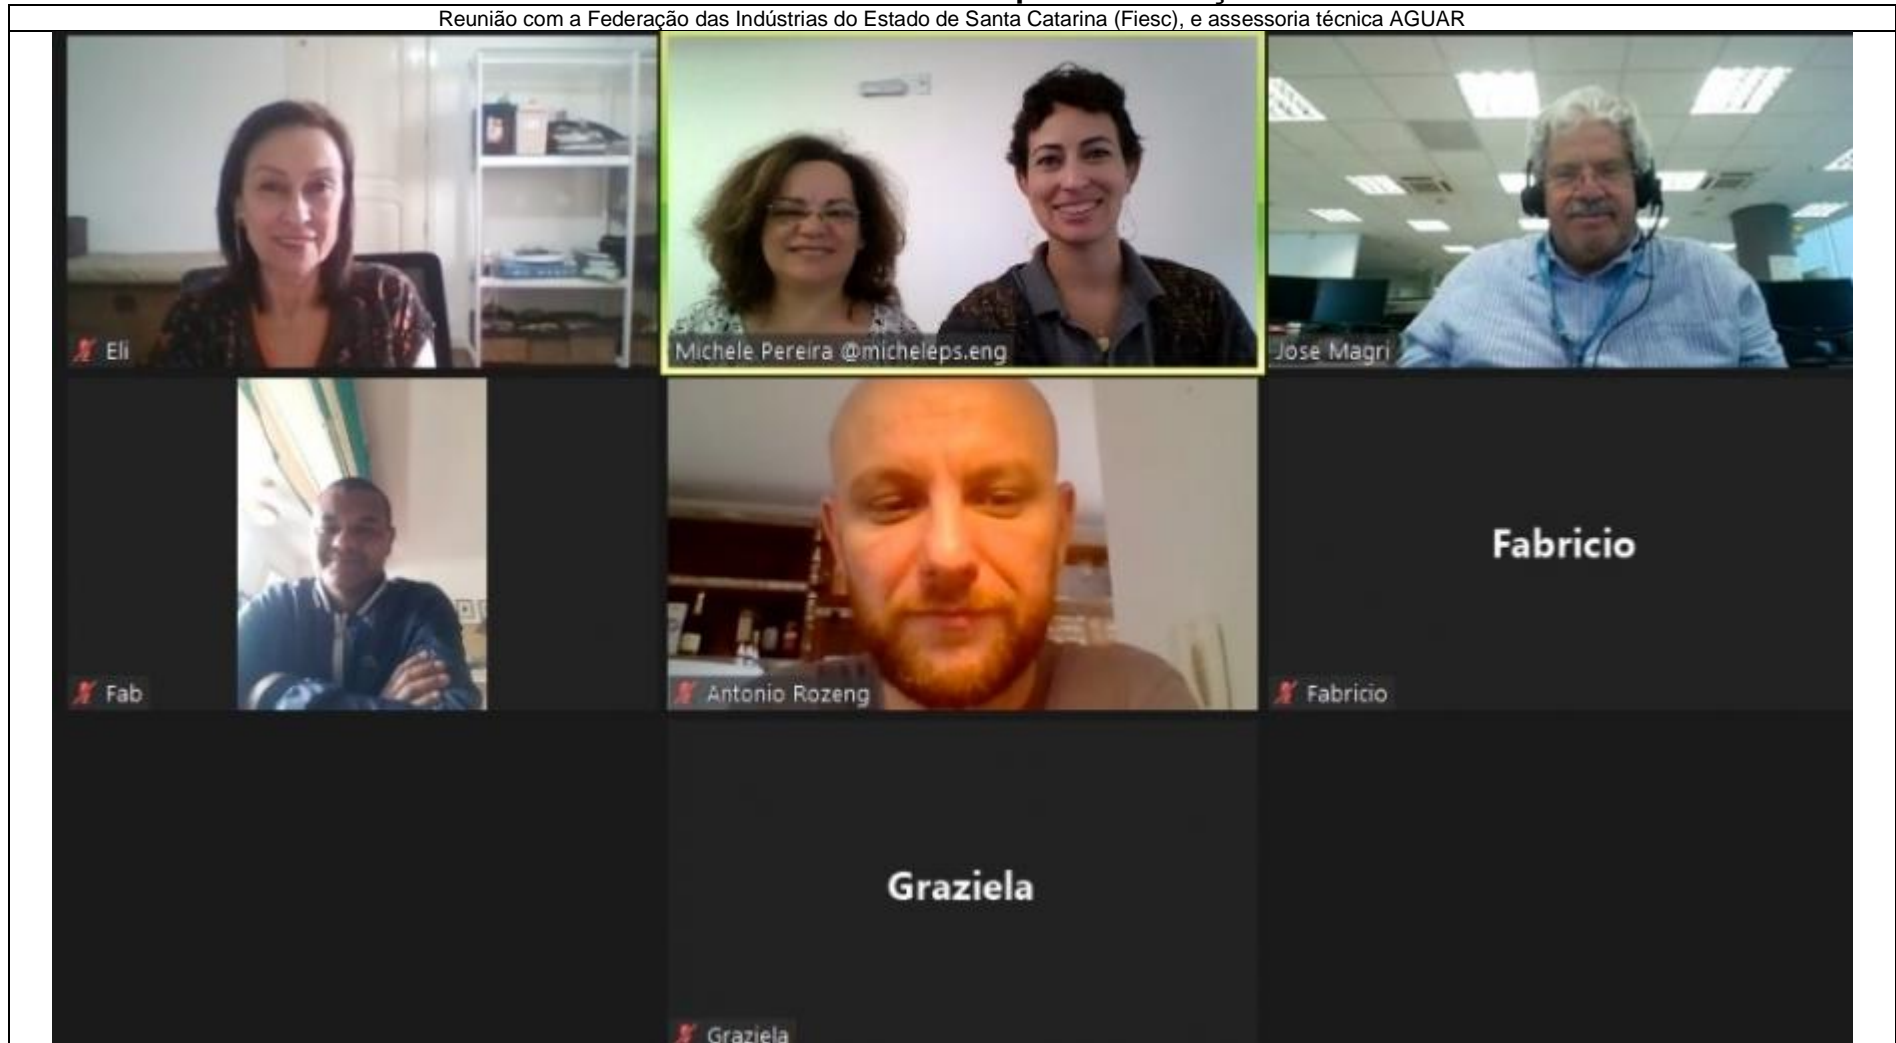 Reunião com a Federação das Indústrias do Estado de Santa Catarina (Fiesc), e assessoria técnica AGUAR
Eli
Michele Pereira @micheleps.eng
Jose Magri
Fab
Antonio Rozeng
Fabricio
Fabricio
Graziela
Graziela